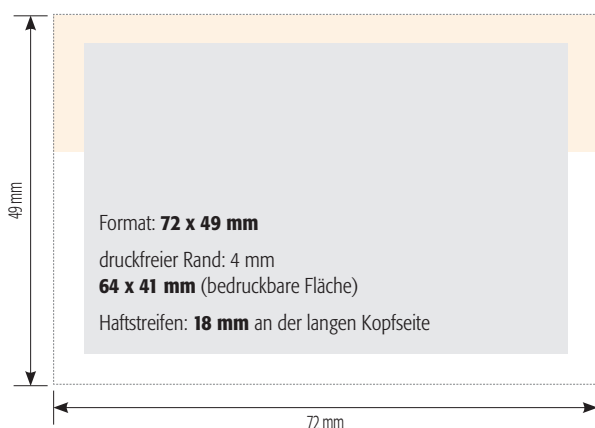 49 mm
Format: 72 x 49 mm
druckfreier Rand: 4 mm
64 x 41 mm (bedruckbare Fläche)
Haftstreifen: 18 mm an der langen Kopfseite
72 mm